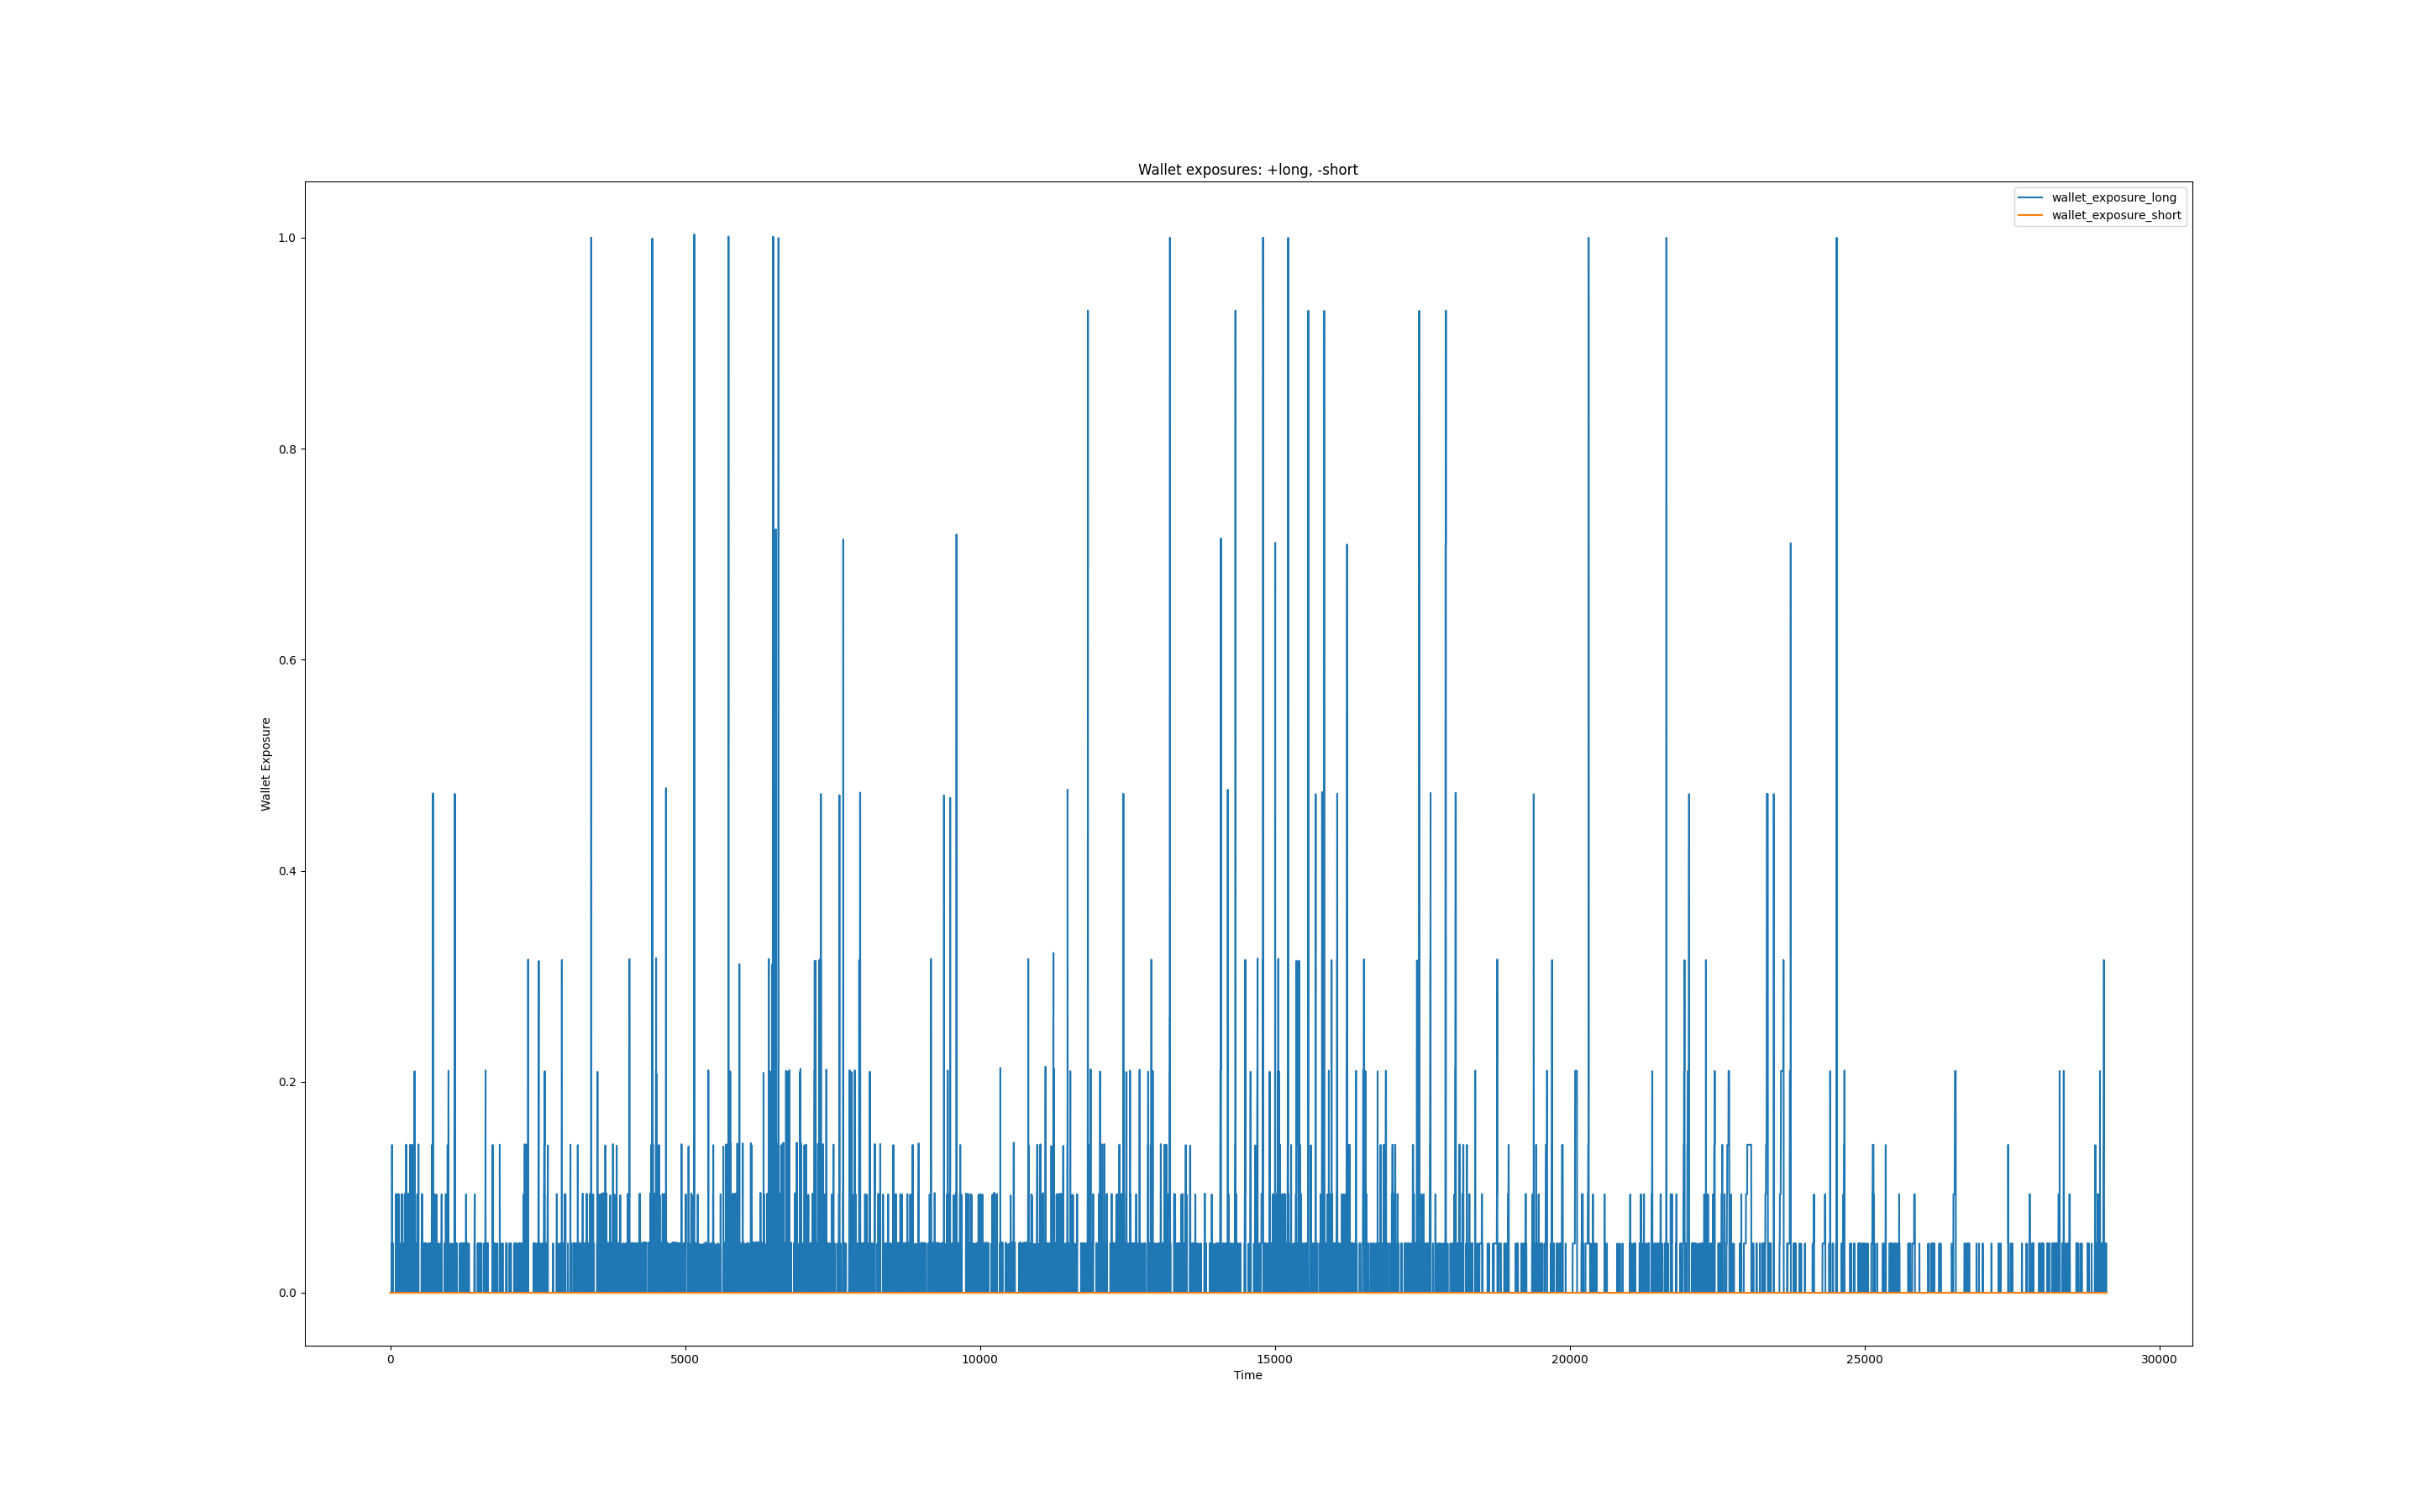 Wallet exposures: +long, -short
wallet_exposure_long
wallet_exposure_short
1.0
0.8
0.6
0.4
0.2
0.0
Wallet Exposure
0 5000 10000 15000 20000 25000 30000
Time